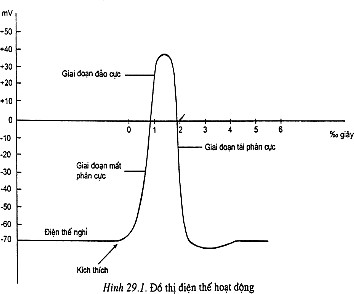 mV
+50
+40
+30
+20
+10
0
-10
-20
-30
-40
-50
-60
-70
0 1 2 3 4 5 6
‰ giây
Giai đoạn đảo cực
Giai đoạn mất
phân cực
Giai đoạn tái phân cực
Điện thế nghỉ
Kích thích
Hình 29.1. Đồ thị điện thế hoạt động